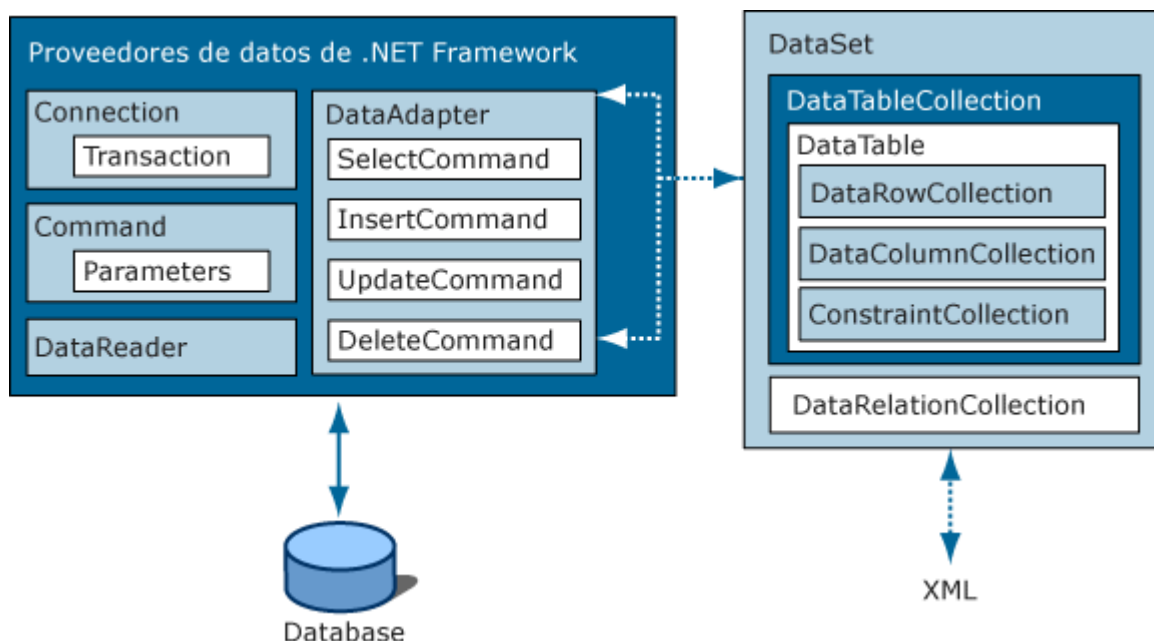 Proveedores de datos de .NET Framework
Connection
Transaction
Command
Parameters
DataReader
DataAdapter
SelectCommand
InsertCommand
UpdateCommand
DeleteCommand
Database
DataSet
DataTableCollection
DataTable
DataRowCollection
DataColumnCollection
ConstraintCollection
DataRelationCollection
XML